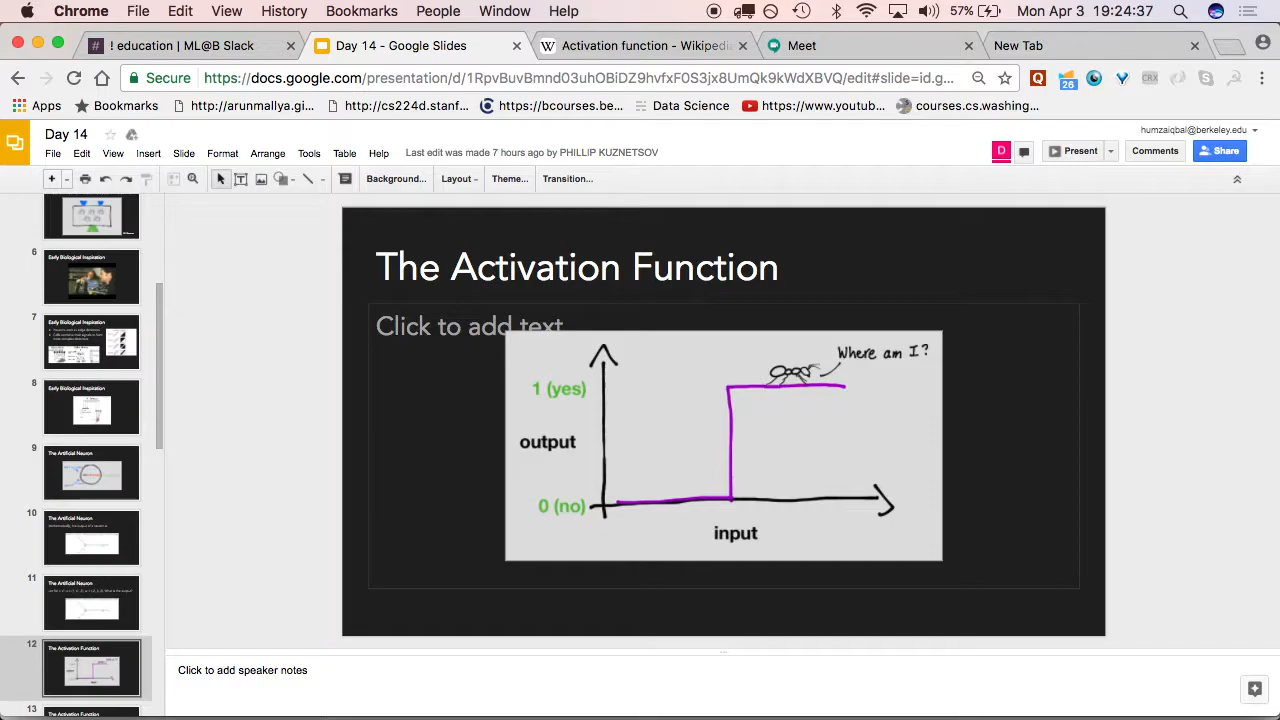 Chrome File Edit View History Bookmarks People Window Help 57% Mon Apr 3 19:24:37
! education | ML@B Slack Day 14 - Google Slides Activation function - Wikipedi Meet New Tab
Secure https://docs.google.com/presentation/d/1RpvBuvBmnd03uhOBiDZ9hvfxF0S3jx8UmQk9kWdXBVQ/edit#slide=id.g...
26 CRX
Apps Bookmarks http://arunmally.gi... http://cs224d.stan... https://bcourses.be... Data Scien https://www.youtub... courses.cs.washing...
humzaiqbal@berkeley.edu
Day 14
File Edit View Insert Slide Format Arrange Tools Table Help Last edit was made 7 hours ago by PHILLIP KUZNETSOV
D Present Comments Share
Background... Layout Theme... Transition...
6 Early Biological Inspiration
7 Early Biological Inspiration
8 Early Biological Inspiration
9 The Artificial Neuron
10 The Artificial Neuron
11 The Artificial Neuron
12 The Activation Function
13 The Activation Function
The Activation Function
Click to add text
Where am I?
1 (yes)
output
0 (no)
input
Click to add speaker notes